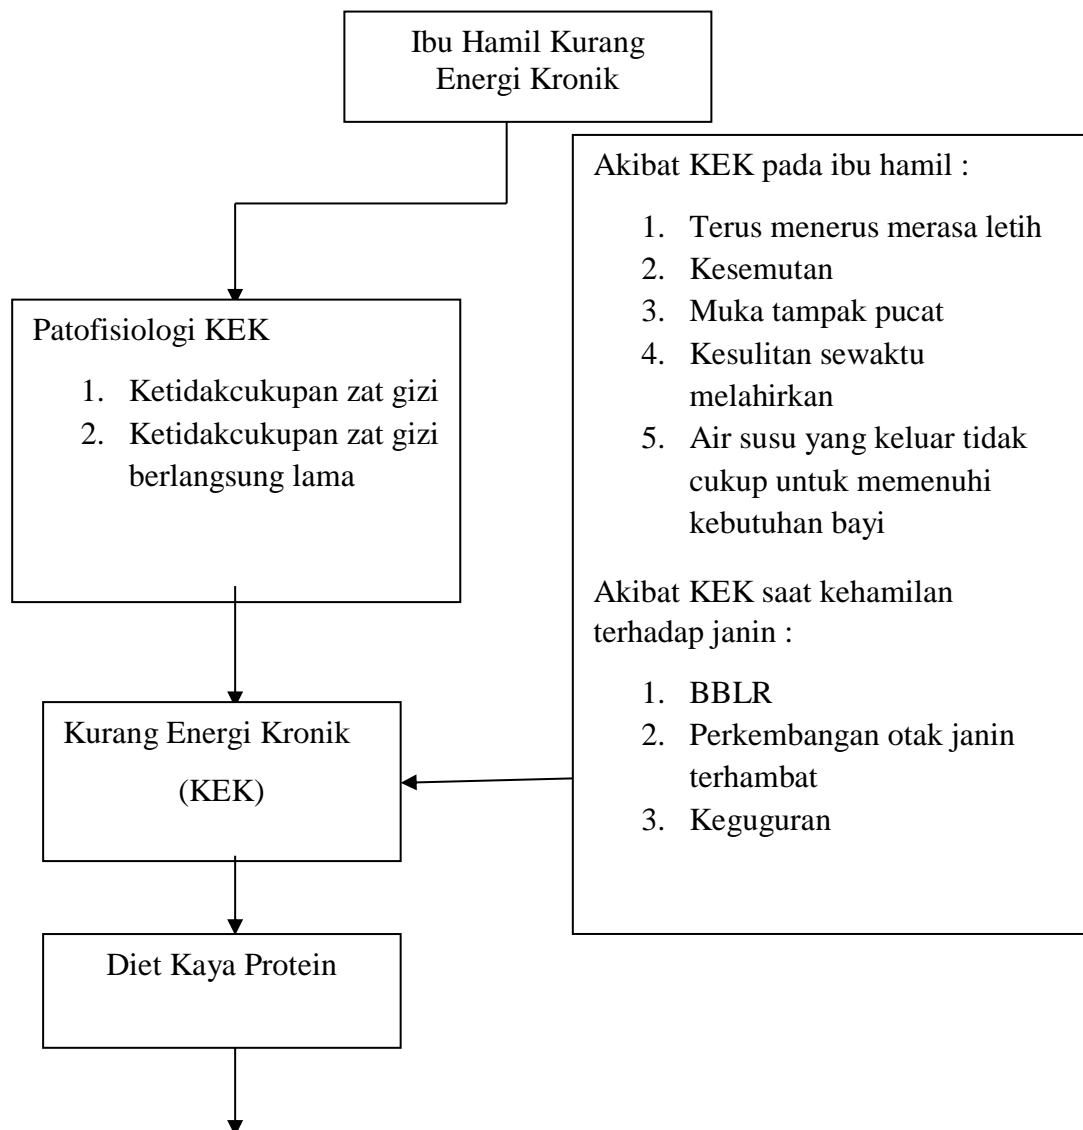 Ibu Hamil Kurang
Energi Kronik
Patofisiologi KEK
1. Ketidakcukupan zat gizi
2. Ketidakcukupan zat gizi
berlangsung lama
Kurang Energi Kronik
(KEK)
Diet Kaya Protein
Akibat KEK pada ibu hamil :
1. Terus menerus merasa letih
2. Kesemutan
3. Muka tampak pucat
4. Kesulitan sewaktu
melahirkan
5. Air susu yang keluar tidak
cukup untuk memenuhi
kebutuhan bayi
Akibat KEK saat kehamilan
terhadap janin :
1. BBLR
2. Perkembangan otak janin
terhambat
3. Keguguran